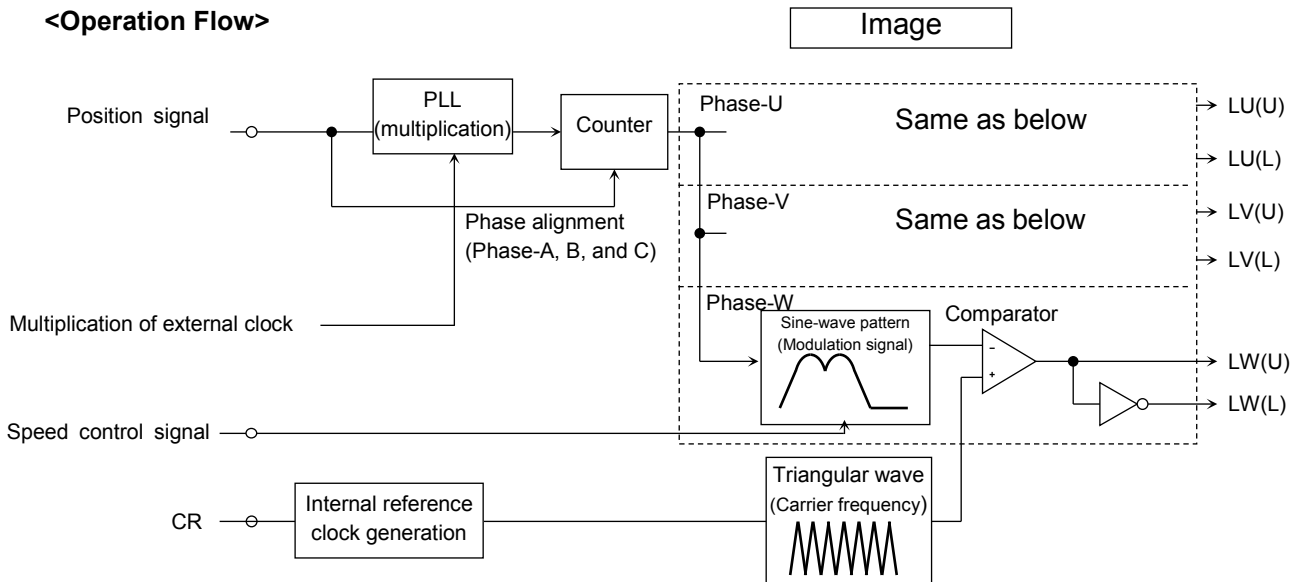 <Operation Flow>
Image
Position signal
PLL
(multiplication)
Counter
Phase alignment
(Phase-A, B, and C)
Multiplication of external clock
Phase-U
Same as below
LU(U)
LU(L)
Phase-V
Same as below
LV(U)
LV(L)
Phase-W
Sine-wave pattern
(Modulation signal)
Comparator
−
+
LW(U)
LW(L)
Speed control signal
CR
Internal reference
clock generation
Triangular wave
(Carrier frequency)